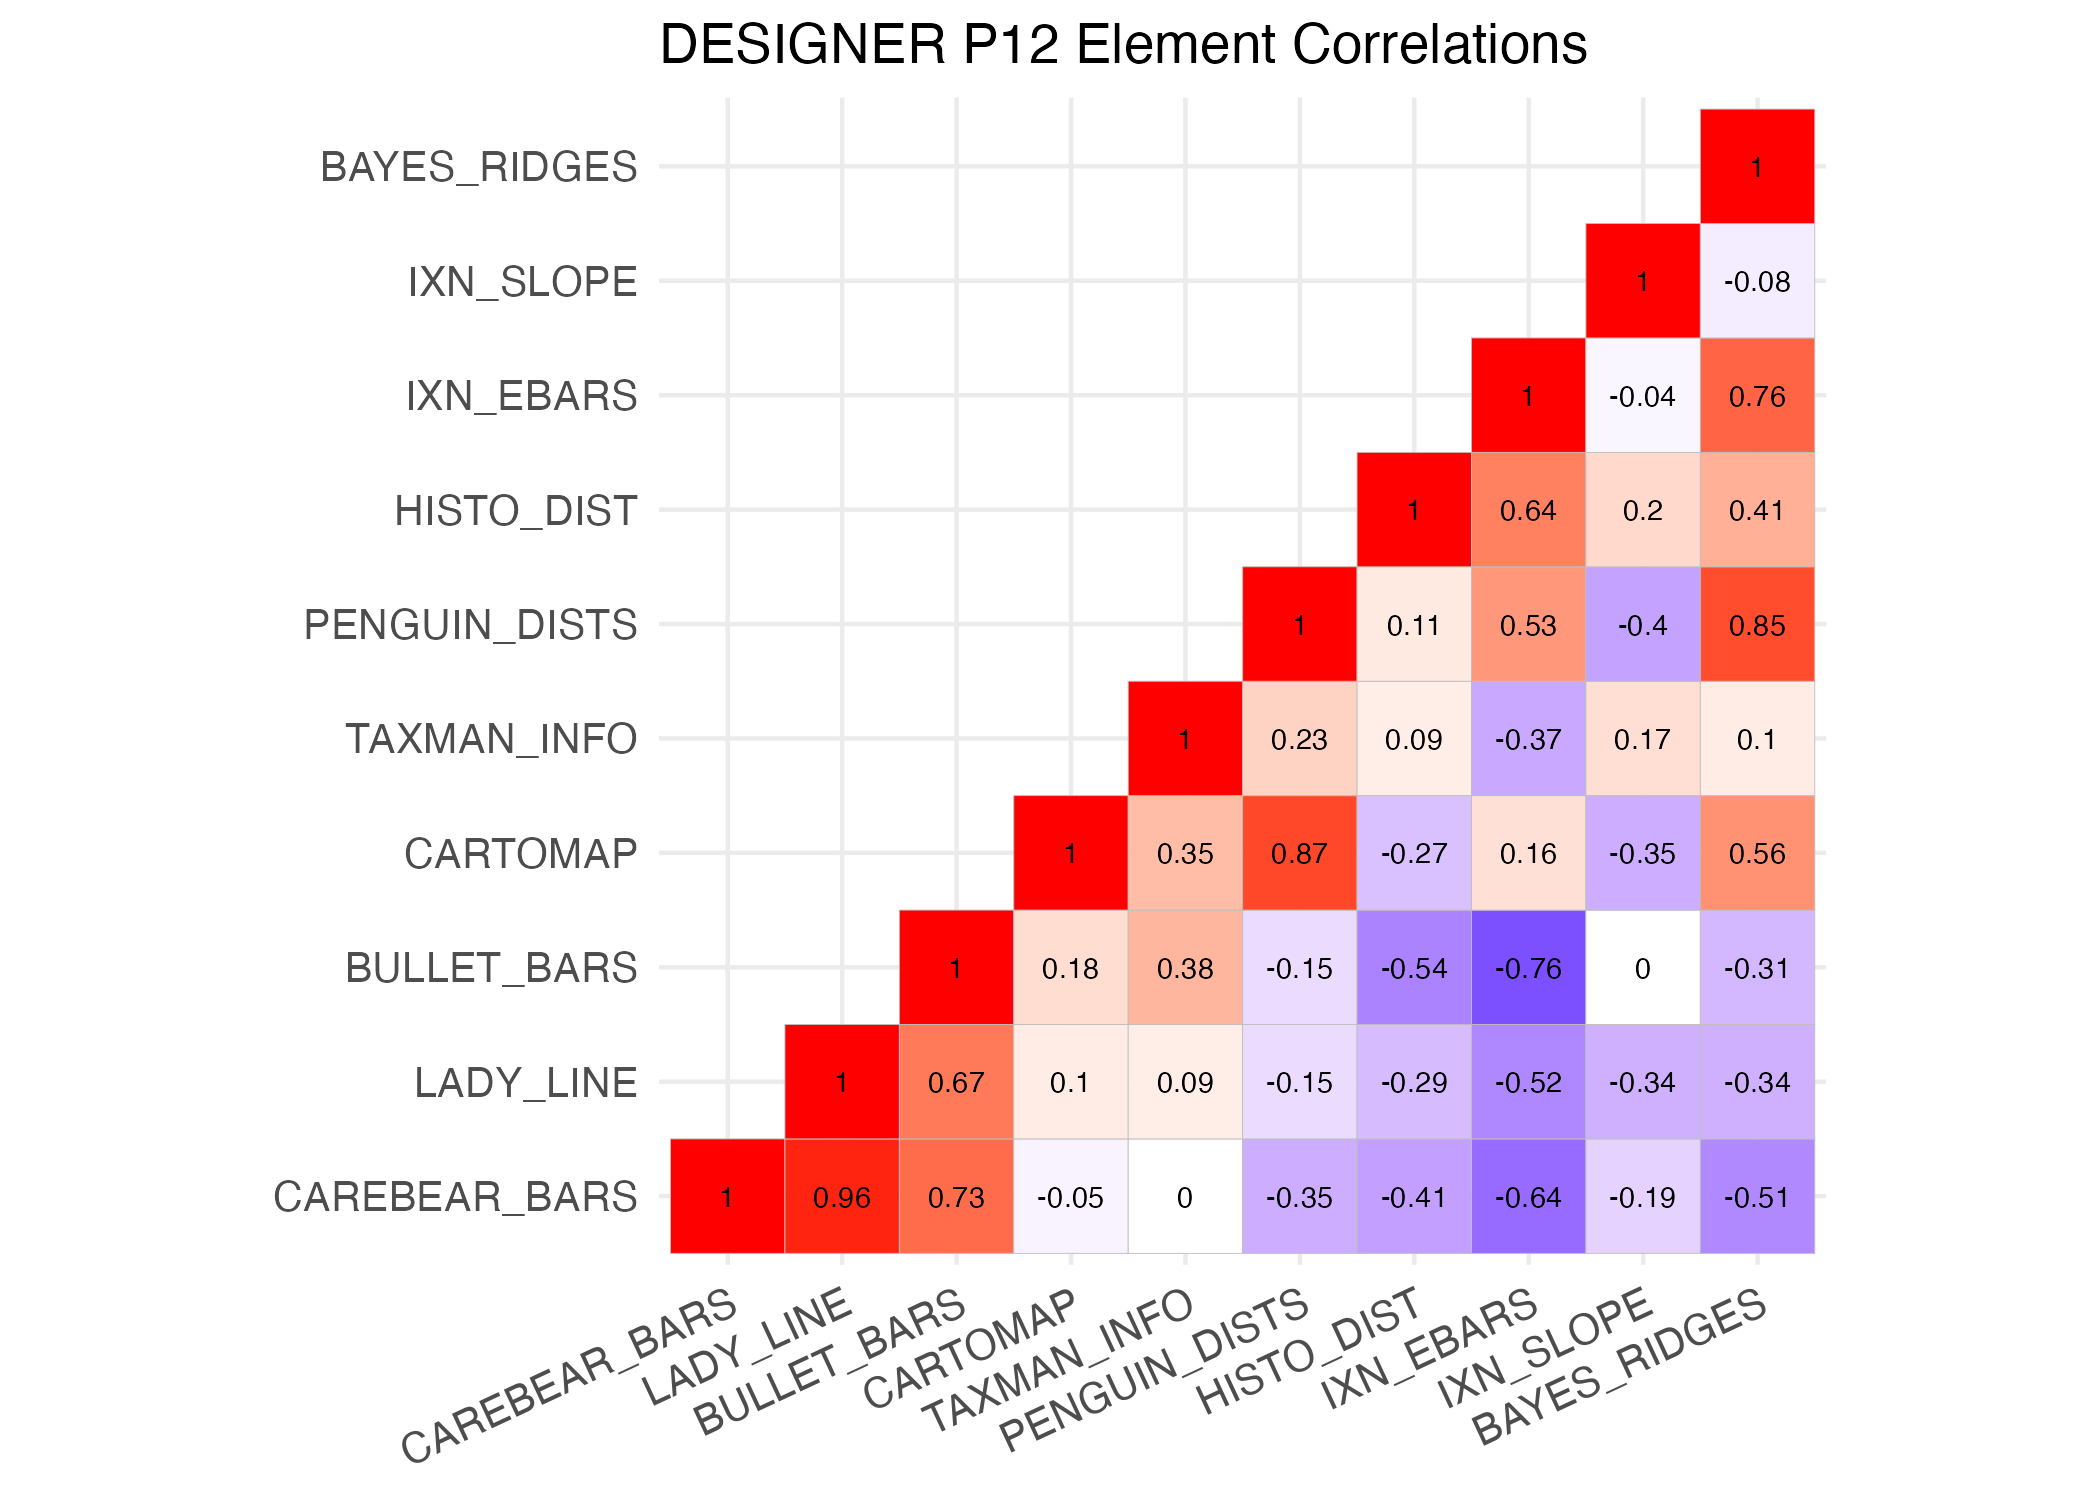 DESIGNER P12 Element Correlations
BAYES_RIDGES 1
IXN_SLOPE 1 -0.08
IXN_EBARS 1 -0.04 0.76
HISTO_DIST 1 0.64 0.2 0.41
PENGUIN_DISTS 1 0.11 0.53 -0.4 0.85
TAXMAN_INFO 1 0.23 0.09 -0.37 0.17 0.1
CARTOMAP 1 0.35 0.87 -0.27 0.16 -0.35 0.56
BULLET_BARS 1 0.18 0.38 -0.15 -0.54 -0.76 0 -0.31
LADY_LINE 1 0.67 0.1 0.09 -0.15 -0.29 -0.52 -0.34 -0.34
CAREBEAR_BARS 1 0.96 0.73 -0.05 0 -0.35 -0.41 -0.64 -0.19 -0.51
CAREBEAR_BARS
LADY_LINE
BULLET_BARS
CARTOMAP
TAXMAN_INFO
PENGUIN_DISTS
HISTO_DIST
IXN_EBARS
IXN_SLOPE
BAYES_RIDGES